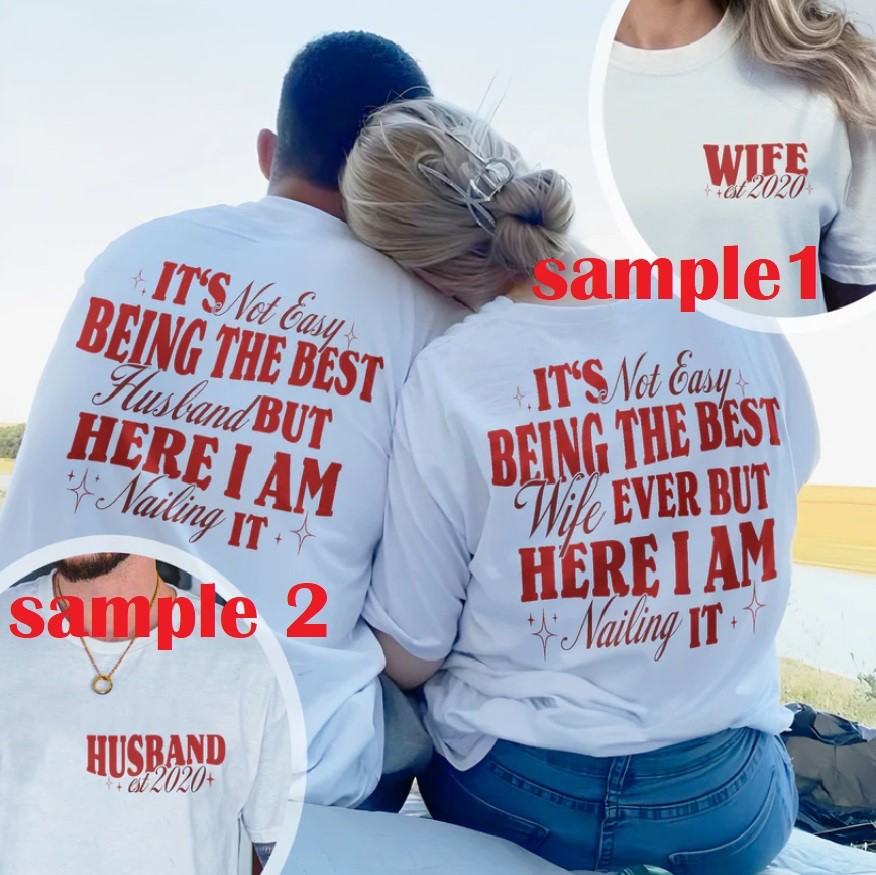 WIFE
est 2020
sample1
IT'S Not Easy
BEING THE BEST
Husband BUT
HERE I AM
Nailing IT
IT'S Not Easy
BEING THE BEST
Wife EVER BUT
HERE I AM
Nailing IT
sample 2
HUSBAND
est 2020